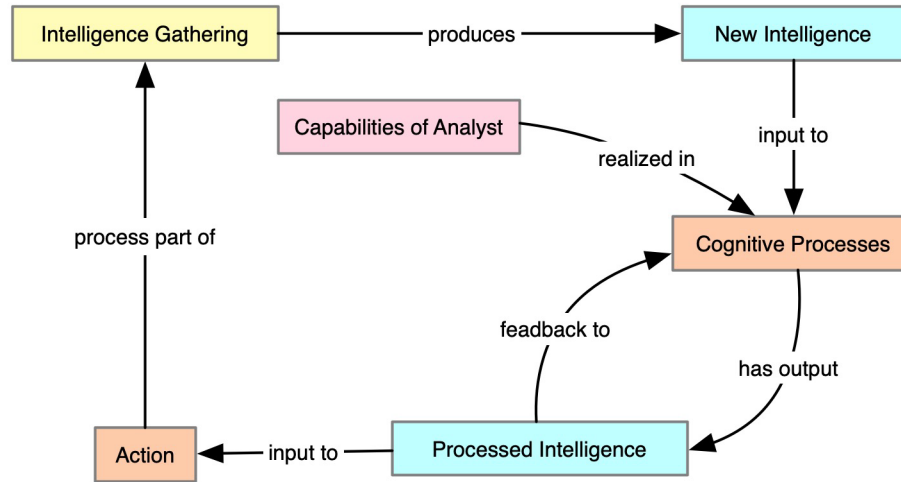 Intelligence Gathering
produces
New Intelligence
Capabilities of Analyst
input to
realized in
process part of
Cognitive Processes
feadback to
has output
Action
input to
Processed Intelligence